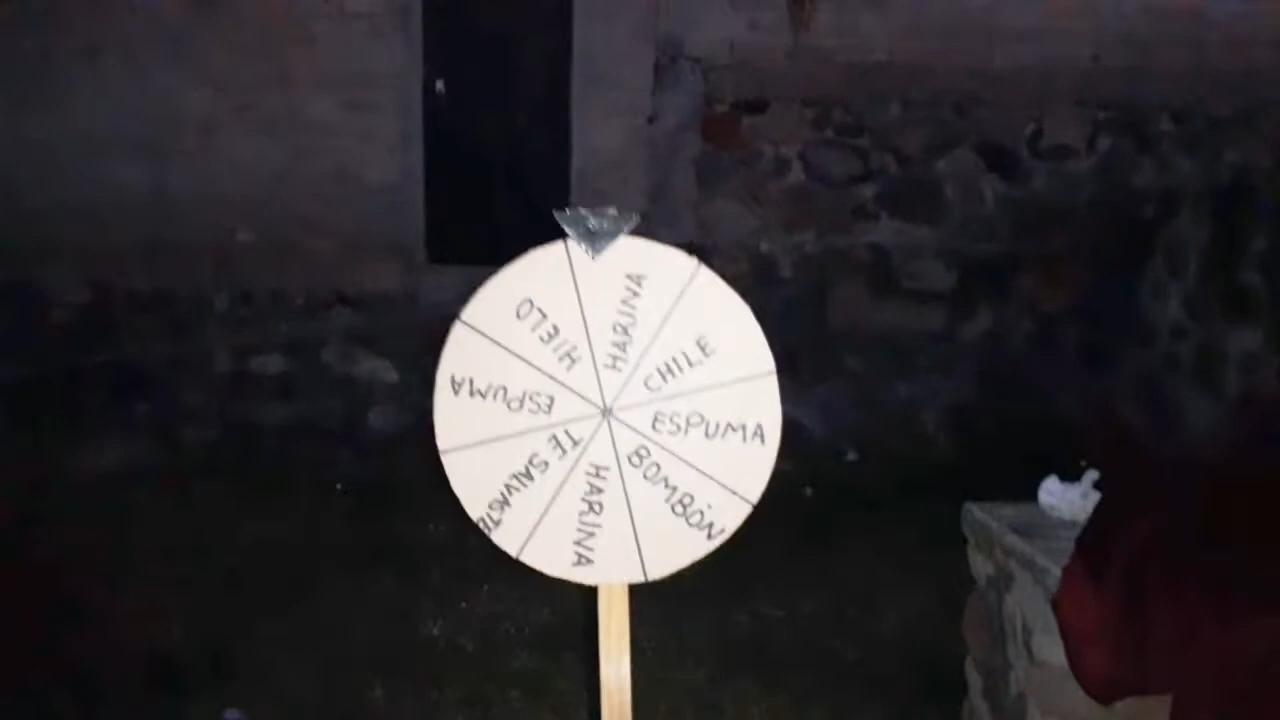 HARINA
CHILE
ESPUMA
BOMBÓN
HARINA
TE SALVASTE
ESPUMA
HIELO